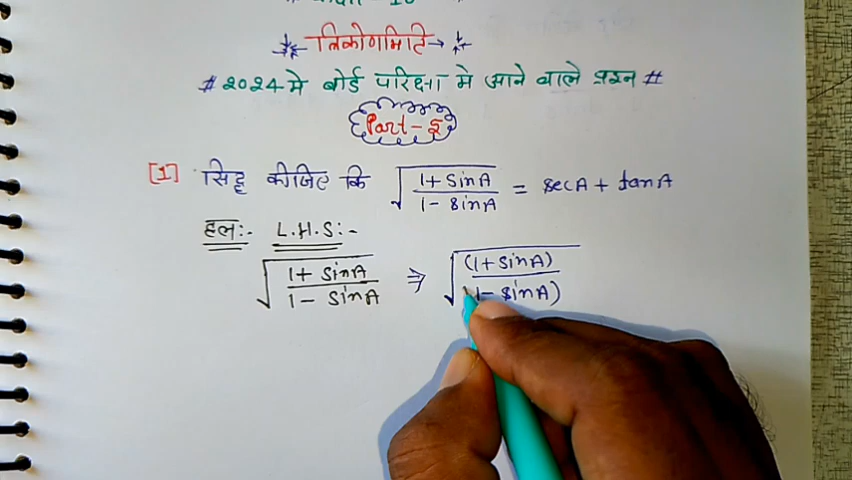 त्रिकोणमिति
# 2024 मे बोर्ड परिक्षा मे आने वाले प्रश्न #
Part-ई
[1] सिद्ध कीजिए कि √(1+sinA / 1-sinA) = secA + tanA
हल:- L.H.S:-
√(1+sinA / 1-sinA) ⇒ √((1+sinA) / 1-sinA))